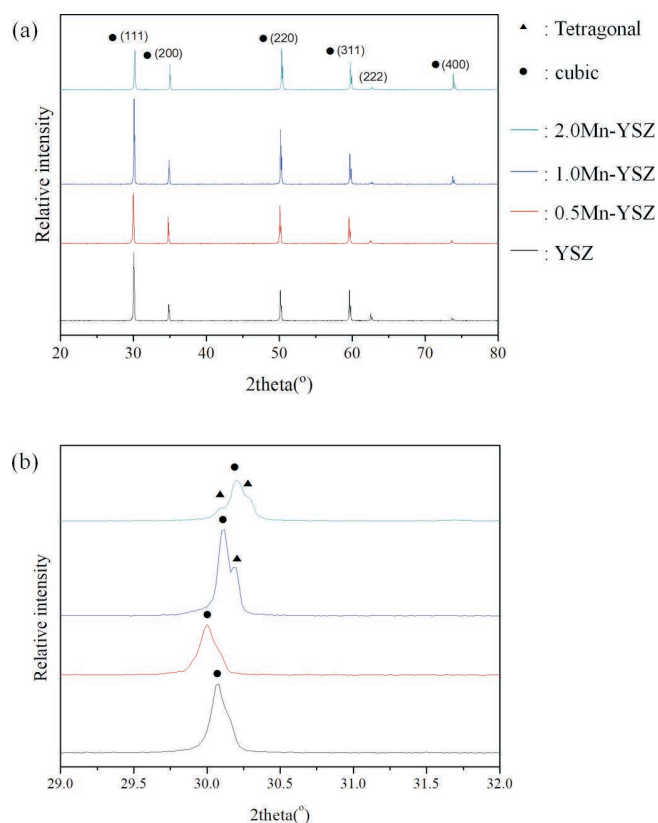 (a)
(111)
(200)
(220)
(311)
(222)
(400)
: Tetragonal
: cubic
: 2.0Mn-YSZ
: 1.0Mn-YSZ
: 0.5Mn-YSZ
: YSZ
Relative intensity
20 30 40 50 60 70 80
2theta(°)
(b)
Relative intensity
29.0 29.5 30.0 30.5 31.0 31.5 32.0
2theta(°)